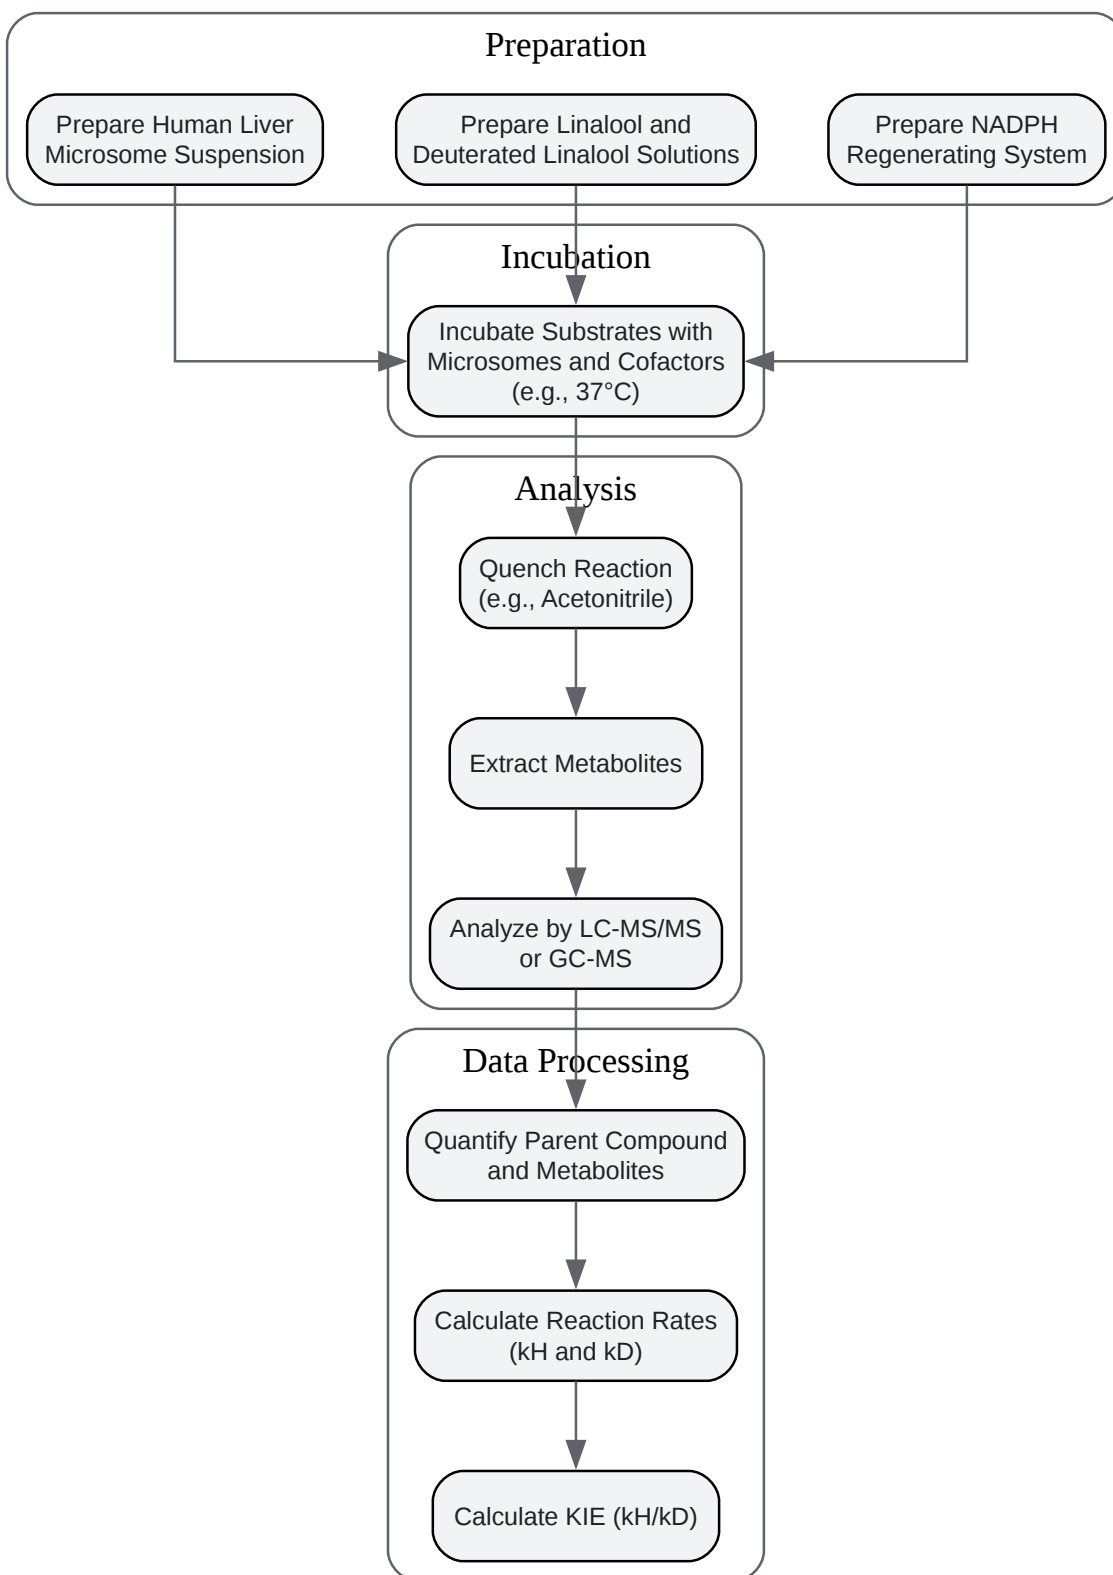 Preparation
Prepare Human Liver
Microsome Suspension
Prepare Linalool and
Deuterated Linalool Solutions
Prepare NADPH
Regenerating System
Incubation
Incubate Substrates with
Microsomes and Cofactors
(e.g., 37°C)
Analysis
Quench Reaction
(e.g., Acetonitrile)
Extract Metabolites
Analyze by LC-MS/MS
or GC-MS
Data Processing
Quantify Parent Compound
and Metabolites
Calculate Reaction Rates
(kH and kD)
Calculate KIE (kH/kD)